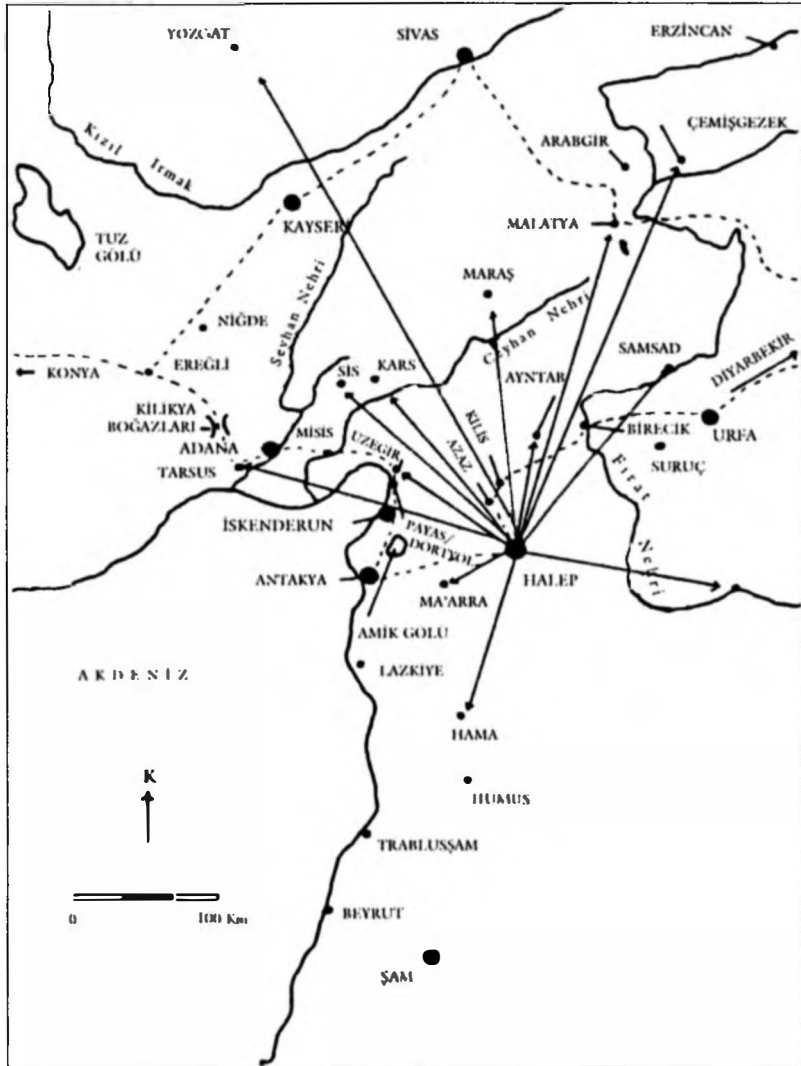 YOZGAT
SİVAS
ERZİNCAN
Kızıl Irmak
ÇEMİŞGEZEK
ARABGİR
TUZ
GÖLÜ
KAYSERİ
MALATYA
Seyhan Nehri
MARAŞ
Ceyhan Nehri
NİĞDE
SAMSAD
DİYARBEKİR
KONYA
EREĞLİ
SİS
KARS
AYNTAB
KİLİKYA
BOĞAZLARI
ADANA
MİSİS
UZEGİR
AZAZ
KİLİS
BİRECİK
URFA
SURUÇ
TARSUS
Fırat Nehri
İSKENDERUN
PAYAS/
DÖRTYOL
ANTAKYA
MA'ARRA
HALEP
AMİK GÖLÜ
LAZKİYE
AKDENİZ
HAMA
K
HUMUS
TRABLUSŞAM
0 100 Km
BEYRUT
ŞAM